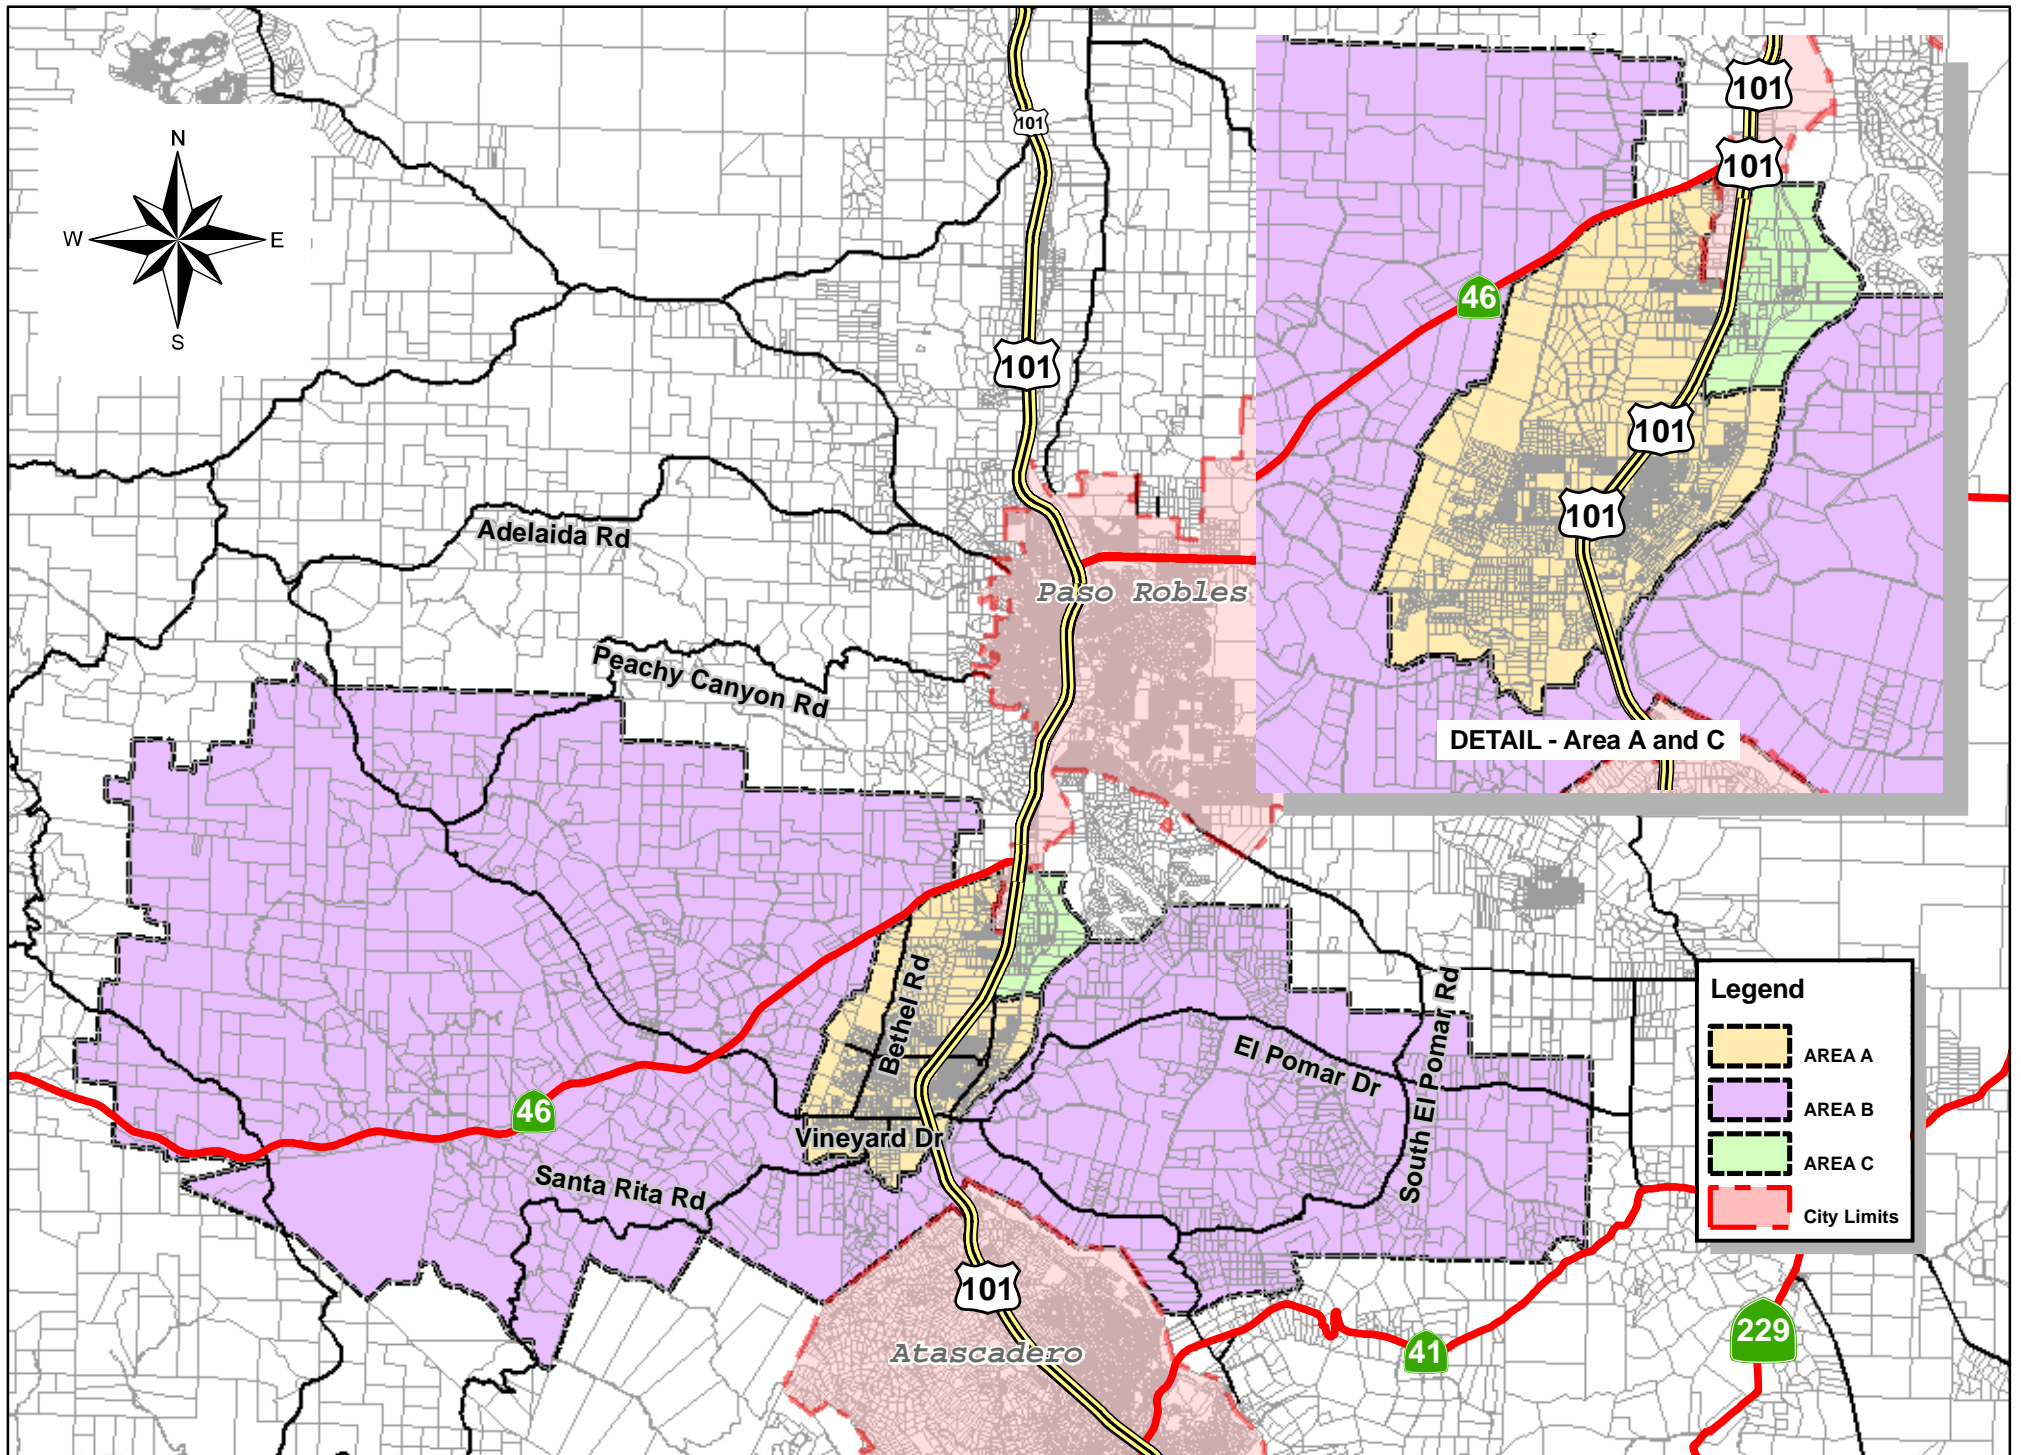 N
W E
S
101
101
Adelaida Rd
Paso Robles
Peachy Canyon Rd
101
101
46
101
101
DETAIL - Area A and C
Bethel Rd
El Pomar Dr
South El Pomar Rd
46
Vineyard Dr
Santa Rita Rd
101
Atascadero
41
229
Legend
AREA A
AREA B
AREA C
City Limits